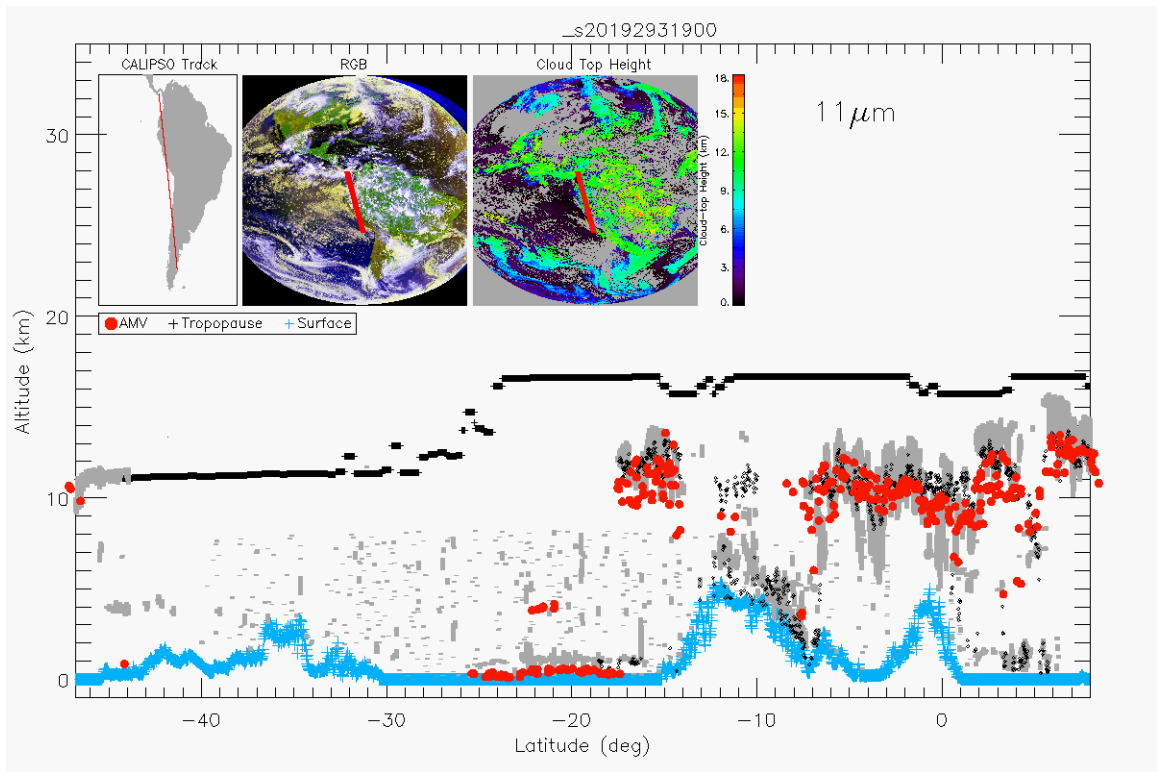 _s20192931900
CALIPSO Track
RGB
Cloud Top Height
11μm
Cloud-top Height (km)
18.
15.
12.
9.
6.
3.
0.
AMV
Tropopause
Surface
Altitude (km)
30
20
10
0
-40
-30
-20
-10
0
Latitude (deg)